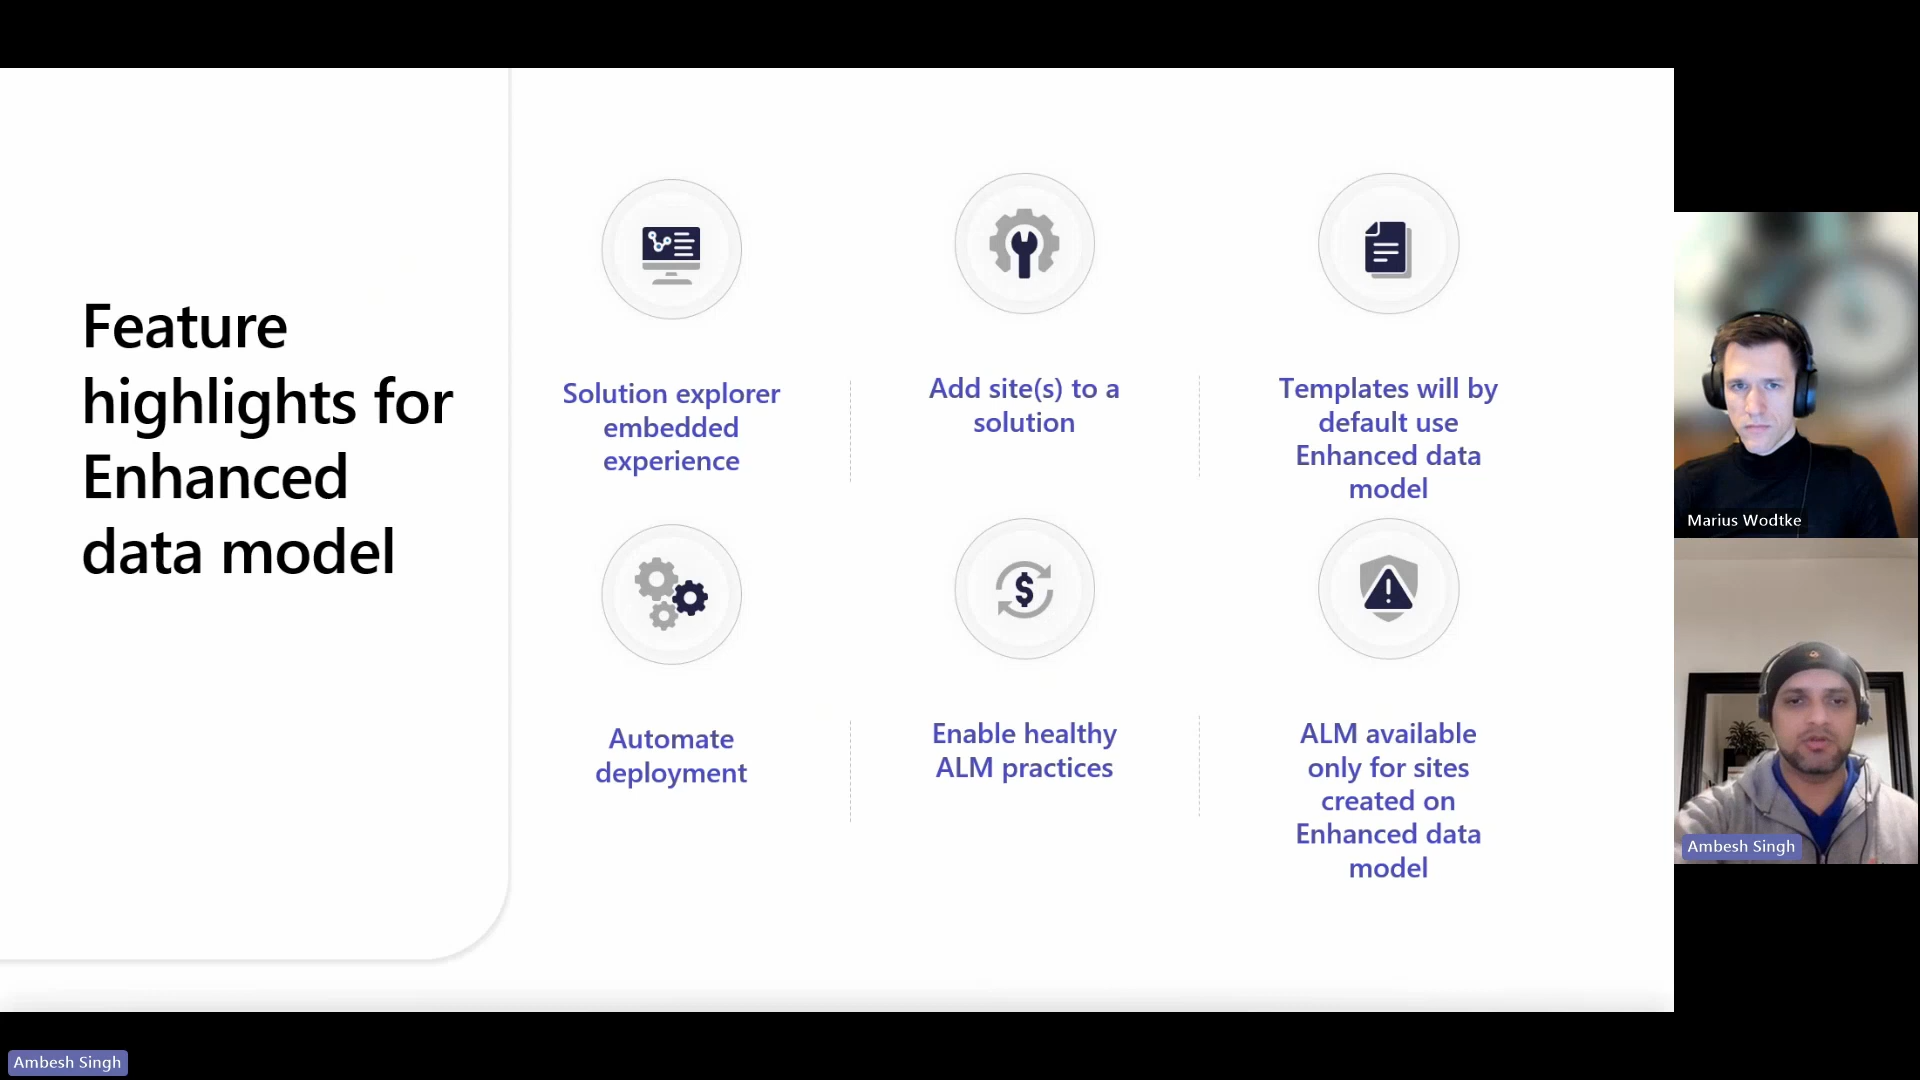 Feature
highlights for
Enhanced
data model
Solution explorer
embedded
experience
Add site(s) to a
solution
Templates will by
default use
Enhanced data
model
Automate
deployment
Enable healthy
ALM practices
ALM available
only for sites
created on
Enhanced data
model
Marius Wodtke
Ambesh Singh
Ambesh Singh